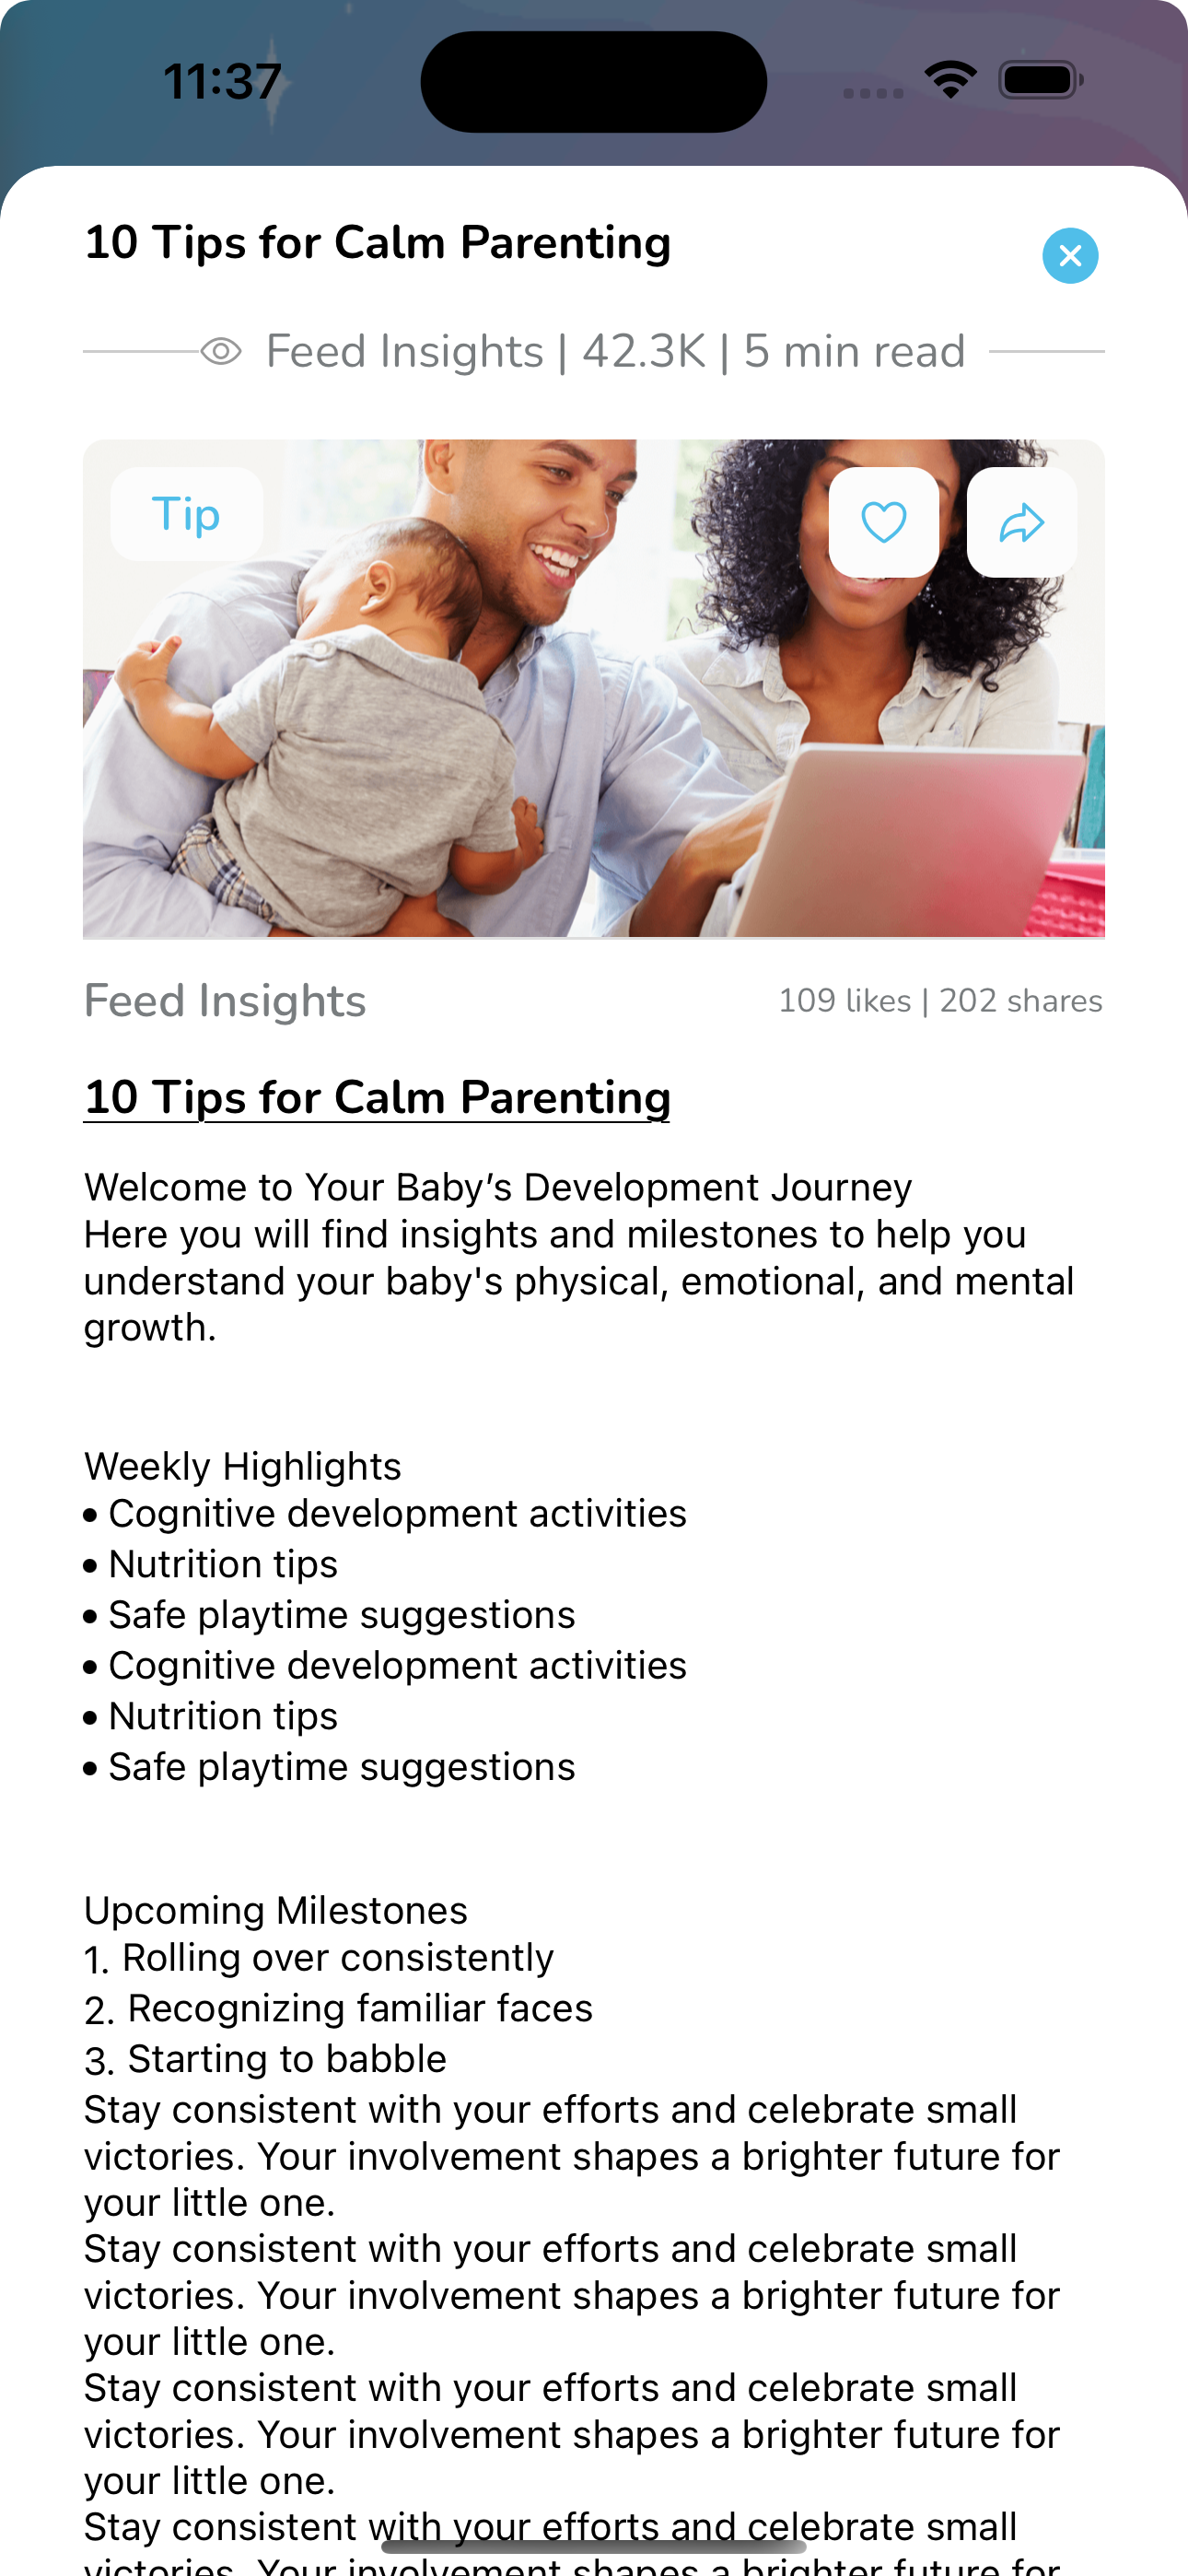 11:37
10 Tips for Calm Parenting
Feed Insights | 42.3K | 5 min read
Tip
Feed Insights
109 likes | 202 shares
10 Tips for Calm Parenting
Welcome to Your Baby’s Development Journey
Here you will find insights and milestones to help you
understand your baby's physical, emotional, and mental
growth.
Weekly Highlights
• Cognitive development activities
• Nutrition tips
• Safe playtime suggestions
• Cognitive development activities
• Nutrition tips
• Safe playtime suggestions
Upcoming Milestones
1. Rolling over consistently
2. Recognizing familiar faces
3. Starting to babble
Stay consistent with your efforts and celebrate small
victories. Your involvement shapes a brighter future for
your little one.
Stay consistent with your efforts and celebrate small
victories. Your involvement shapes a brighter future for
your little one.
Stay consistent with your efforts and celebrate small
victories. Your involvement shapes a brighter future for
your little one.
Stay consistent with your efforts and celebrate small
victories. Your involvement shapes a brighter future for